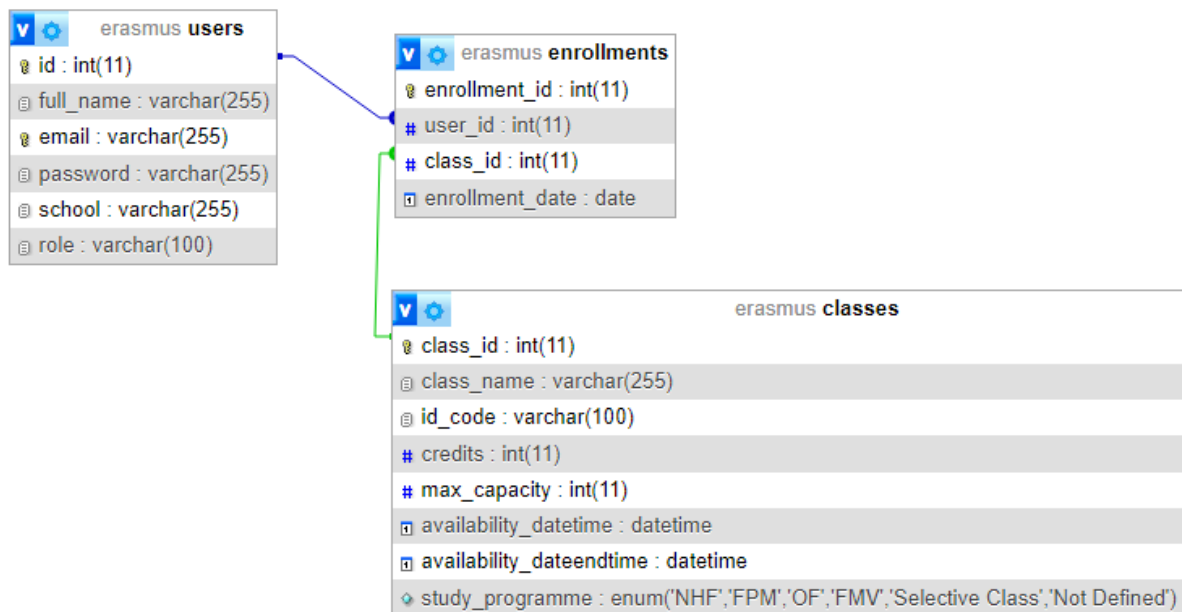 erasmus users
id : int(11)
full_name : varchar(255)
email : varchar(255)
password : varchar(255)
school : varchar(255)
role : varchar(100)
erasmus enrollments
enrollment_id : int(11)
# user_id : int(11)
# class_id : int(11)
enrollment_date : date
erasmus classes
class_id : int(11)
class_name : varchar(255)
id_code : varchar(100)
# credits : int(11)
# max_capacity : int(11)
availability_datetime : datetime
availability_dateendtime : datetime
study_programme : enum('NHF','FPM','OF','FMV','Selective Class','Not Defined')